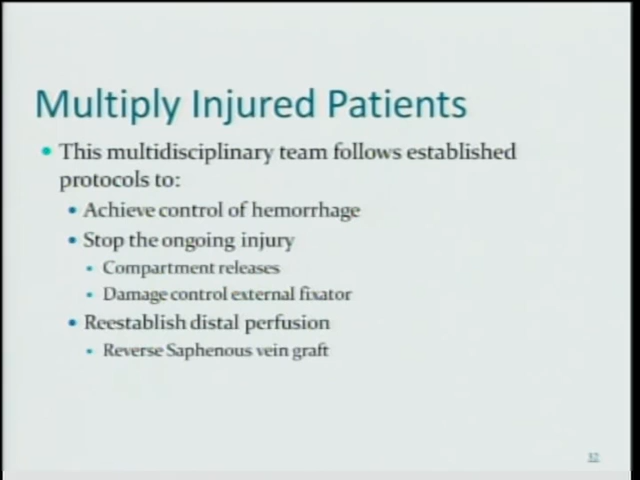 Multiply Injured Patients
• This multidisciplinary team follows established
protocols to:
• Achieve control of hemorrhage
• Stop the ongoing injury
• Compartment releases
• Damage control external fixator
• Reestablish distal perfusion
• Reverse Saphenous vein graft
32